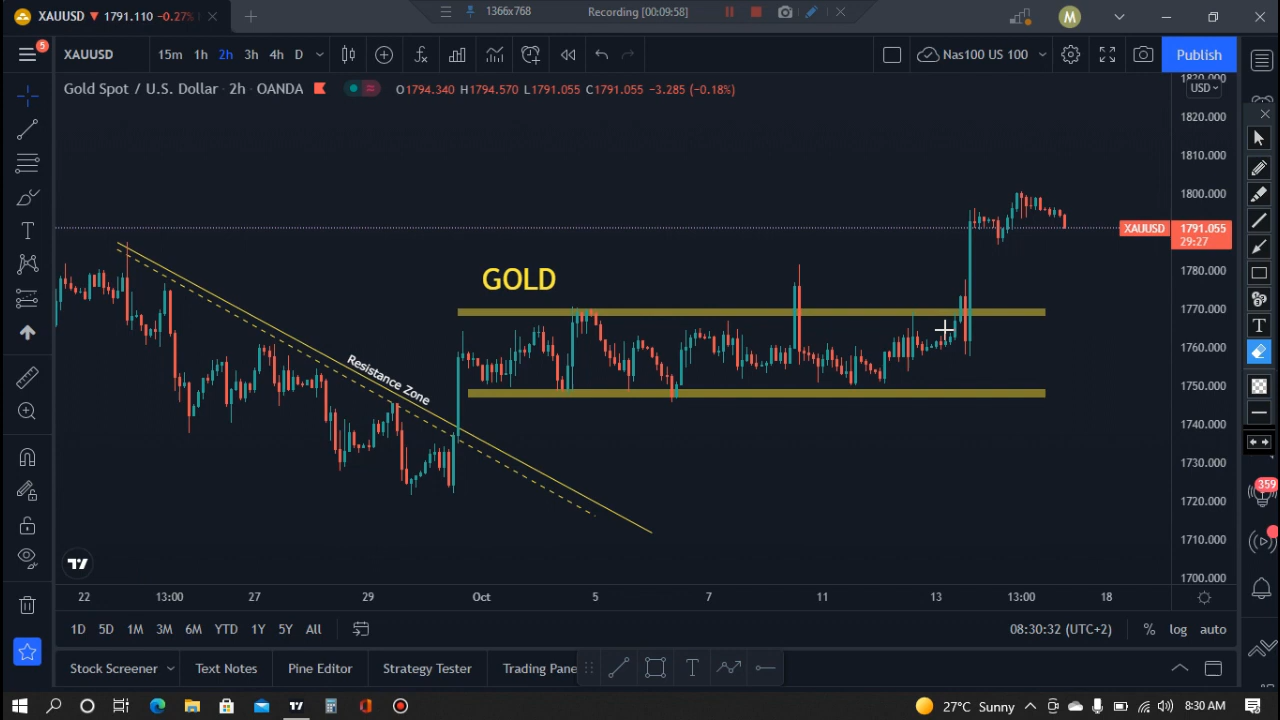 XAUUSD ▼ 1791.110 −0.27%
1366x768
Recording [00:09:58]
M
5
XAUUSD
15m 1h 2h 3h 4h D
Nas100 US 100
Publish
Gold Spot / U.S. Dollar · 2h · OANDA
O1794.340 H1794.570 L1791.055 C1791.055 −3.285 (−0.18%)
USD
1820.000
1810.000
1800.000
XAUUSD 1791.055
29:27
1780.000
1770.000
1760.000
1750.000
1740.000
1730.000
1720.000
1710.000
1700.000
GOLD
Resistance Zone
359
22 13:00 27 29 Oct 5 7 11 13 13:00 18
1D 5D 1M 3M 6M YTD 1Y 5Y All
08:30:32 (UTC+2) % log auto
Stock Screener Text Notes Pine Editor Strategy Tester Trading Pane
27°C Sunny 8:30 AM